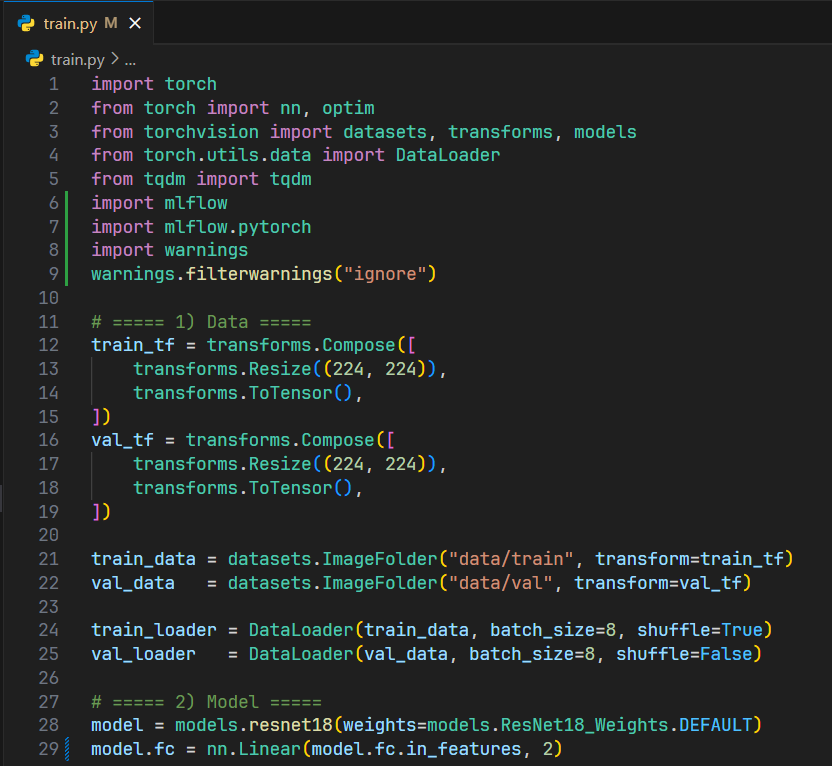 train.py M ×
train.py > ...
1 import torch
2 from torch import nn, optim
3 from torchvision import datasets, transforms, models
4 from torch.utils.data import DataLoader
5 from tqdm import tqdm
6 import mlflow
7 import mlflow.pytorch
8 import warnings
9 warnings.filterwarnings("ignore")
10
11 # ===== 1) Data =====
12 train_tf = transforms.Compose([
13     transforms.Resize((224, 224)),
14     transforms.ToTensor(),
15 ])
16 val_tf = transforms.Compose([
17     transforms.Resize((224, 224)),
18     transforms.ToTensor(),
19 ])
20
21 train_data = datasets.ImageFolder("data/train", transform=train_tf)
22 val_data   = datasets.ImageFolder("data/val", transform=val_tf)
23
24 train_loader = DataLoader(train_data, batch_size=8, shuffle=True)
25 val_loader   = DataLoader(val_data, batch_size=8, shuffle=False)
26
27 # ===== 2) Model =====
28 model = models.resnet18(weights=models.ResNet18_Weights.DEFAULT)
29 model.fc = nn.Linear(model.fc.in_features, 2)